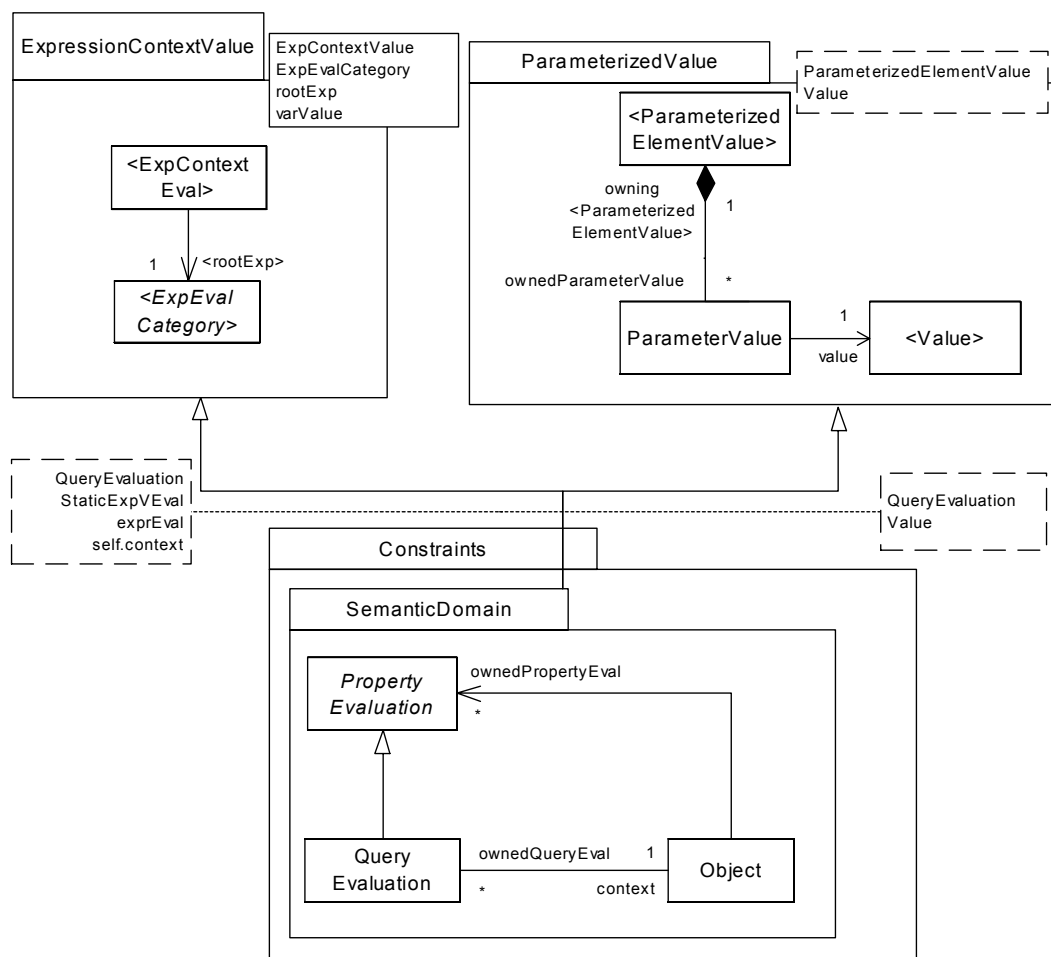 ExpressionContextValue
ExpContextValue
ExpEvalCategory
rootExp
varValue
<ExpContext
Eval>
1
<rootExp>
<ExpEval
Category>
ParameterizedValue
ParameterizedElementValue
Value
<Parameterized
ElementValue>
owning
<Parameterized
ElementValue>
1
ownedParameterValue
*
ParameterValue
1
value
<Value>
QueryEvaluation
StaticExpVEval
exprEval
self.context
QueryEvaluation
Value
Constraints
SemanticDomain
Property
Evaluation
ownedPropertyEval
*
Query
Evaluation
ownedQueryEval
*
1
context
Object